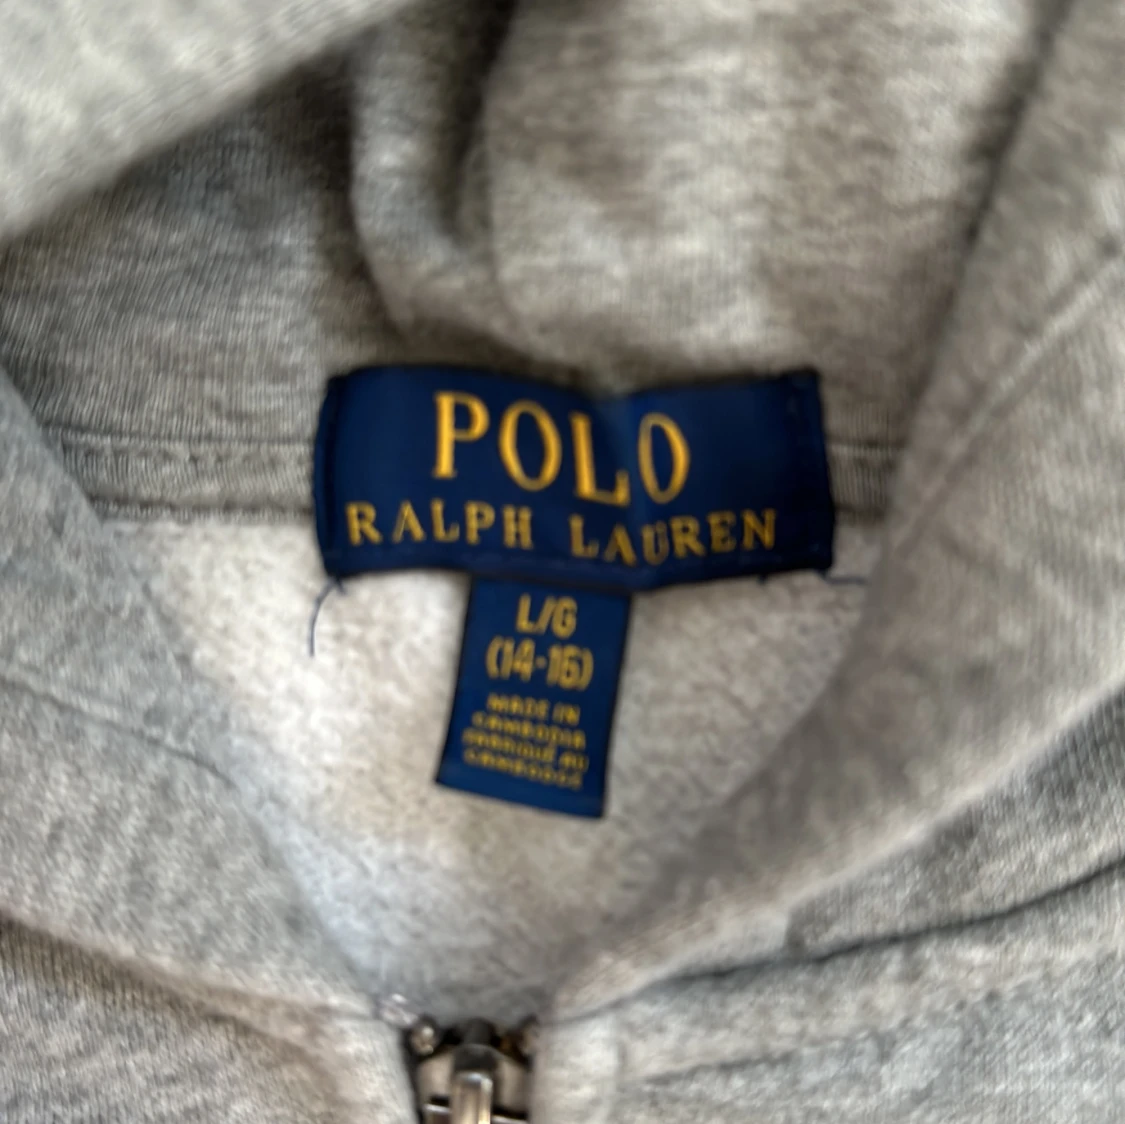 POLO
RALPH LAUREN
L/G
(14-16)
MADE IN
CAMBODIA
FABRIQUÉ AU
CAMBODGE